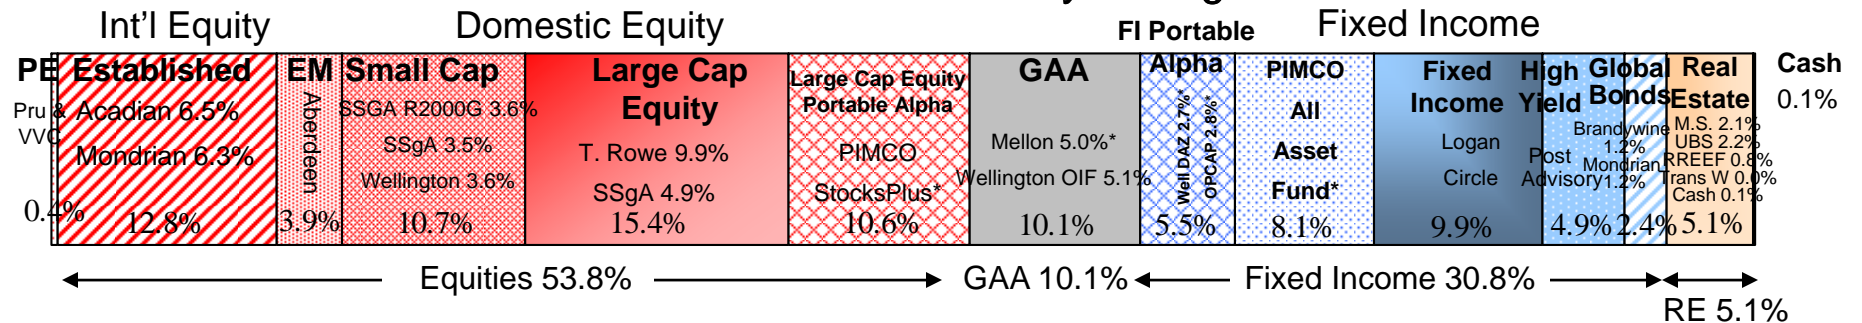 Int'l Equity
Domestic Equity
Fixed Income
FI Portable
Alpha
PE
Pru &
VVC
0.4%
Established
Acadian 6.5%
Mondrian 6.3%
12.8%
EM
Aberdeen
3.9%
Small Cap
SSGA R2000G 3.6%
SSgA 3.5%
Wellington 3.6%
10.7%
Large Cap
Equity
T. Rowe 9.9%
SSgA 4.9%
15.4%
Large Cap Equity
Portable Alpha
PIMCO
StocksPlus*
10.6%
GAA
Mellon 5.0%*
Wellington OIF 5.1%
10.1%
Well DAZ 2.7%*
OPCAP 2.8%*
5.5%
PIMCO
All
Asset
Fund*
8.1%
Fixed
Income
Logan
Circle
9.9%
High
Yield
Post
Advisory
4.9%
Global
Bonds
Brandywine
1.2%
Mondrian
1.2%
2.4%
Real
Estate
M.S. 2.1%
UBS 2.2%
RREEF 0.8%
Trans W 0.0%
Cash 0.1%
5.1%
Cash
0.1%
Equities 53.8%
GAA 10.1%
Fixed Income 30.8%
RE 5.1%